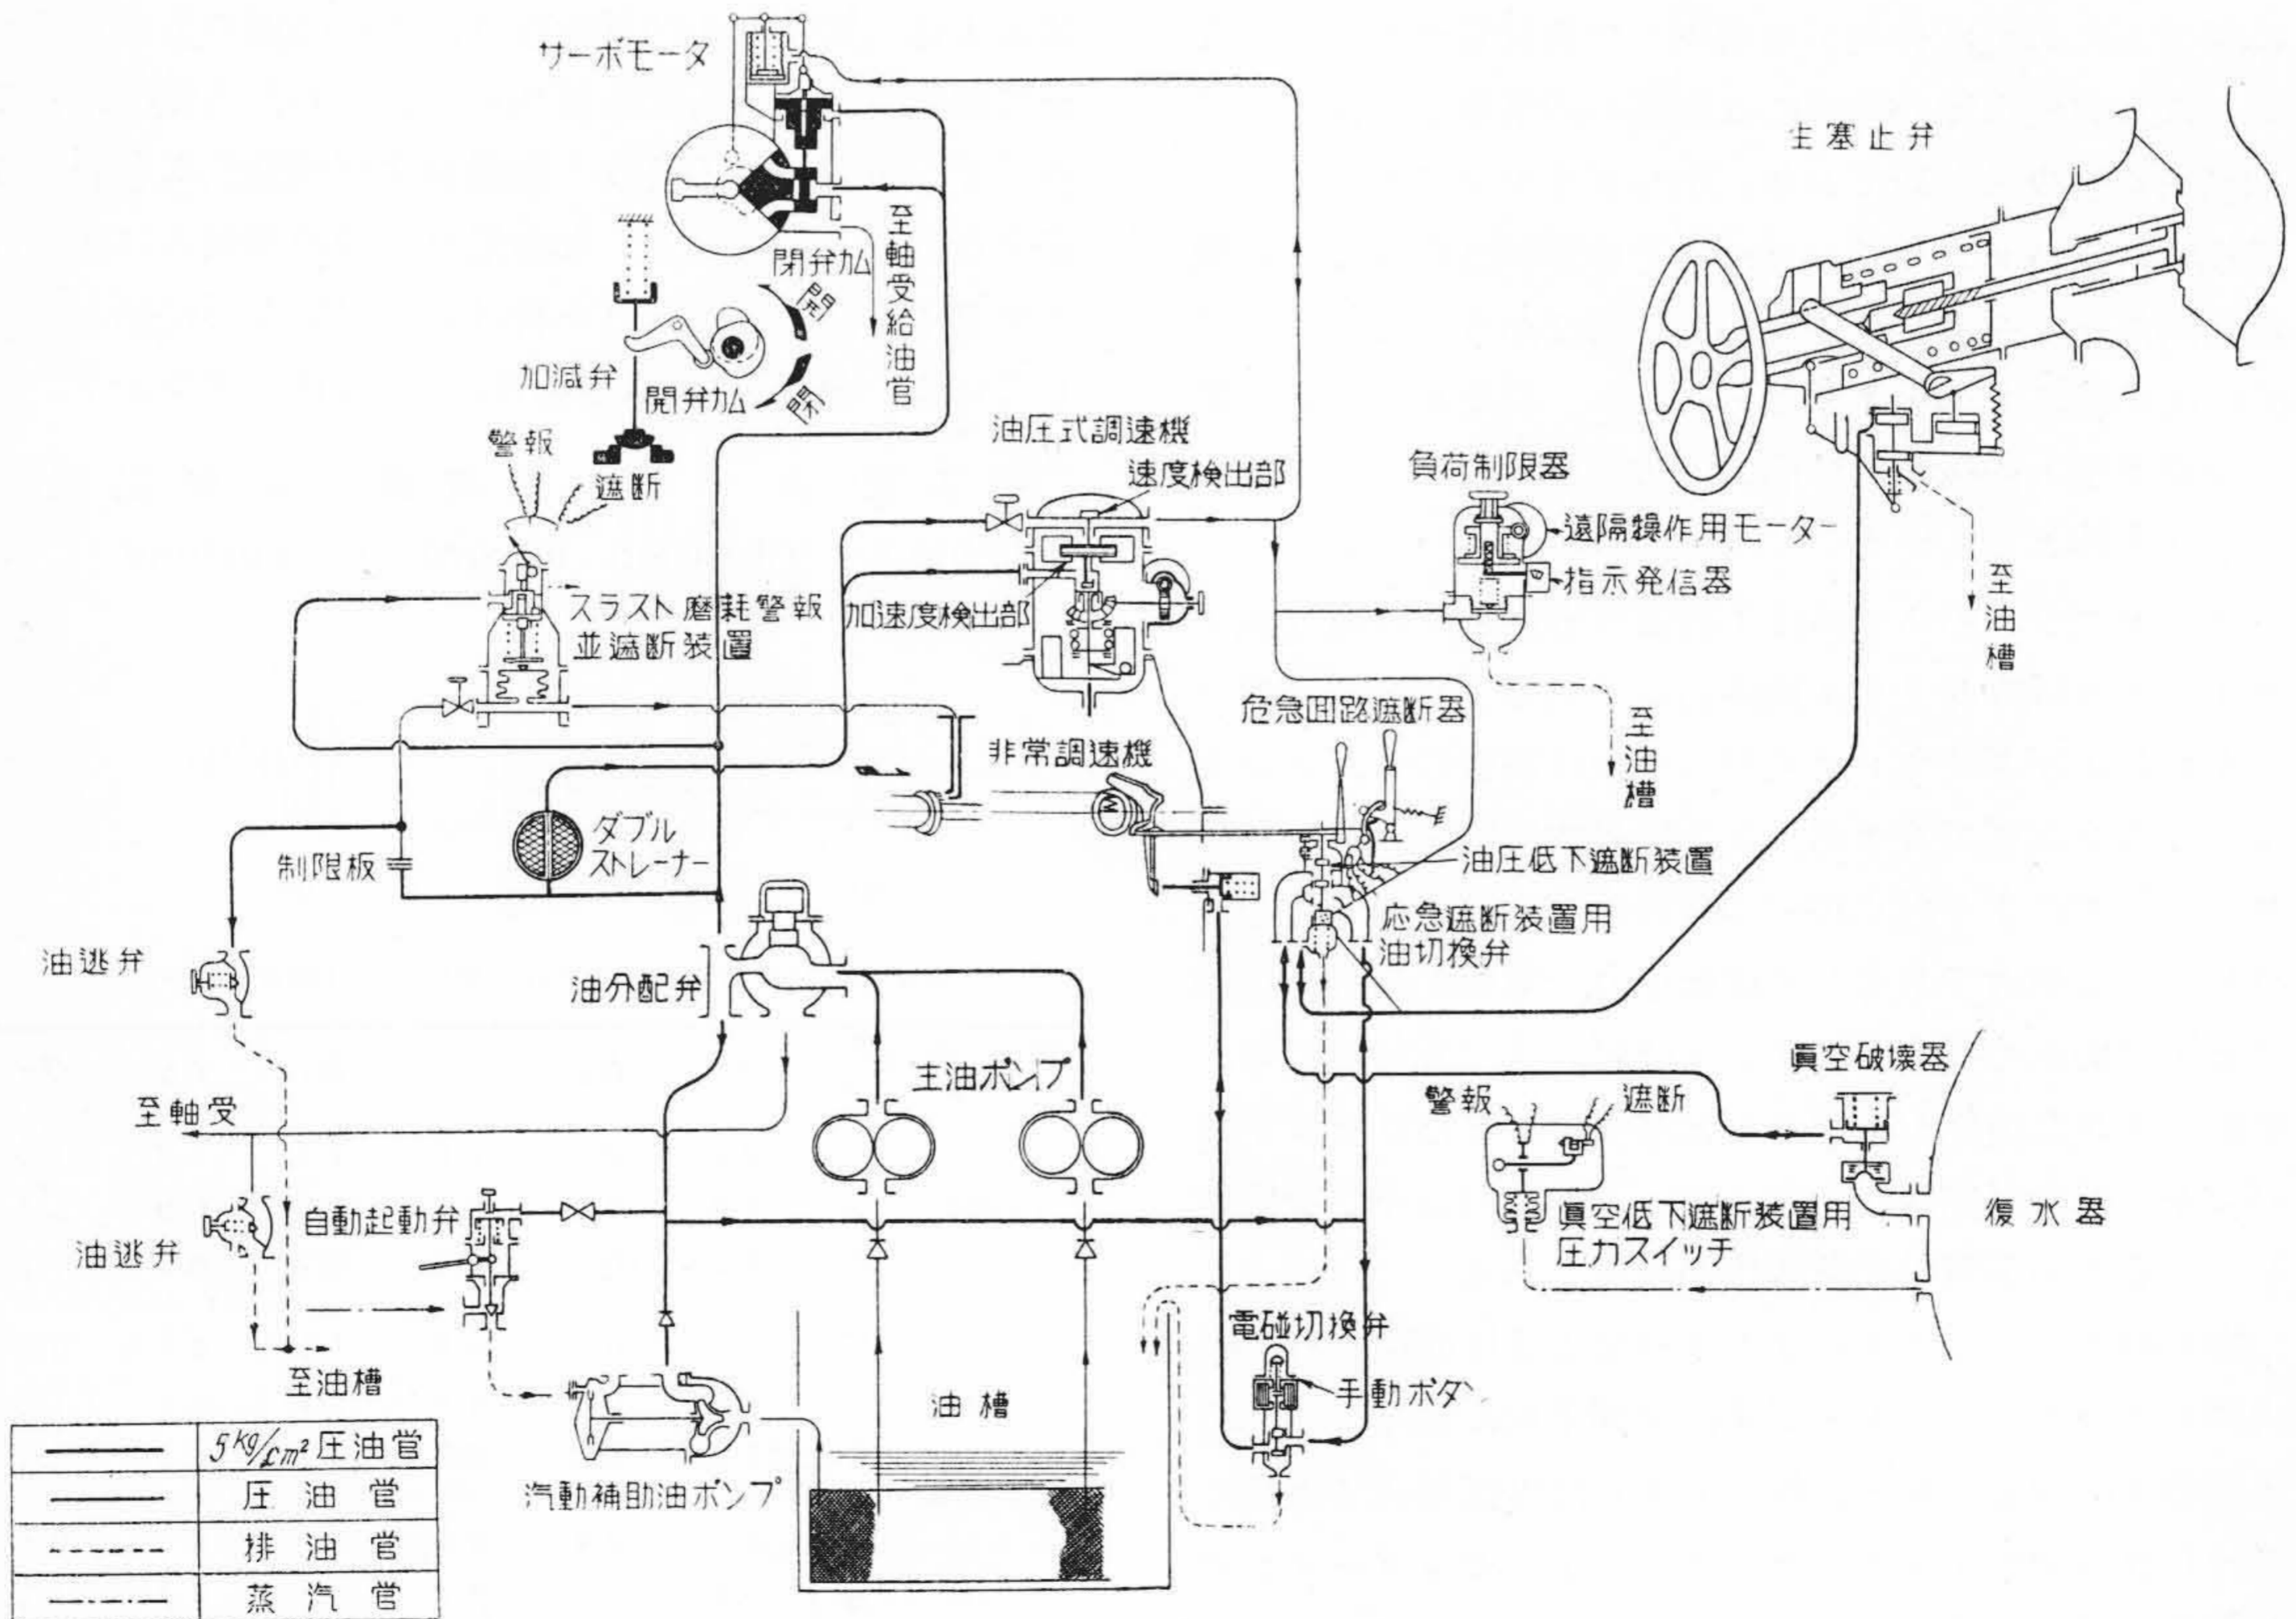 サーボモータ
主塞止弁
至軸受給油管
閉弁カム
開
加減弁
開弁カム
閉
警報
遮断
油圧式調速機
速度検出部
負荷制限器
遠隔操作用モーター
指示発信器
至油槽
スラスト磨耗警報
並遮断装置
加速度検出部
危急回路遮断器
至油槽
非常調速機
ダブル
ストレーナー
制限板
油圧低下遮断装置
応急遮断装置用
油切換弁
油逃弁
油分配弁
主油ポンプ
眞空破壊器
至軸受
警報
遮断
自動起動弁
油逃弁
眞空低下遮断装置用
圧力スイッチ
復水器
電磁切換弁
至油槽
手動ボタン
油槽
汽動補助油ポンプ
5kg/cm² 圧油管
圧油管
排油管
蒸汽管